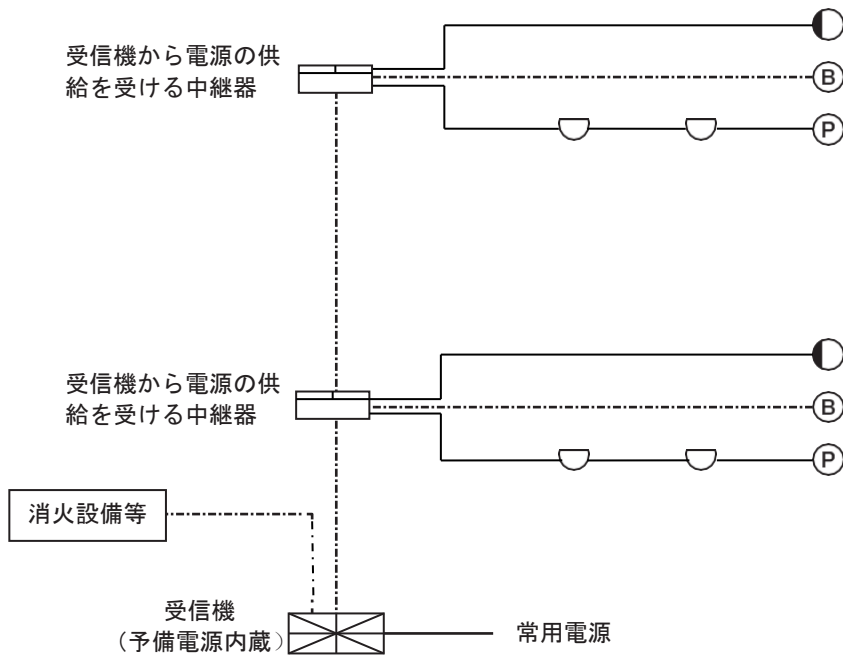 受信機から電源の供
給を受ける中継器
B
P
受信機から電源の供
給を受ける中継器
B
P
消火設備等
受信機
（予備電源内蔵）
常用電源